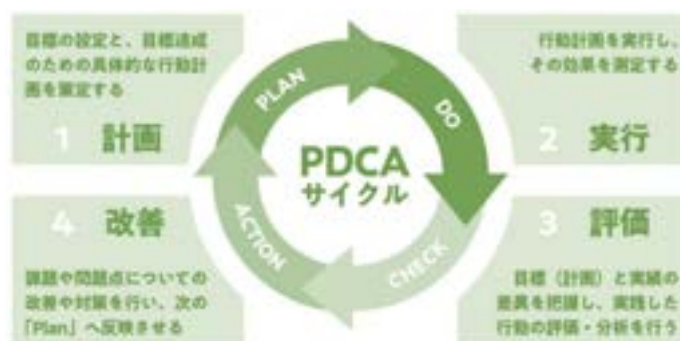 目標の設定と、目標達成
のための具体的な行動計
画を策定する
1 計画
行動計画を実行し、
その効果を測定する
2 実行
PLAN
DO
PDCA
サイクル
ACTION
CHECK
4 改善
課題や問題点についての
改善や対策を行い、次の
「Plan」へ反映させる
3 評価
目標（計画）と実績の
差異を把握し、実践した
行動の評価・分析を行う